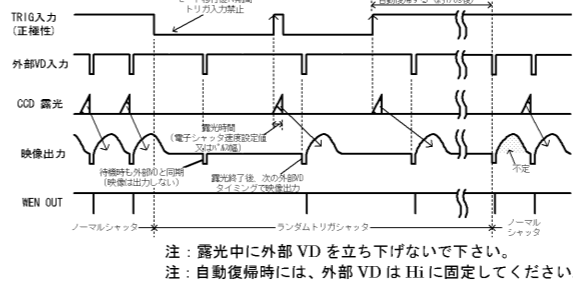 トリガ入力禁止
TRIG入力
(正極性)
外部VD入力
CCD 露光
露光時間
(電子シャッタ速度設定値
又はﾊﾟﾙｽ幅)
映像出力
待機時も外部VDと同期
(映像は出力しない)
露光終了後、次の外部VD
タイミングで映像出力
不定
WEN OUT
ノーマルシャッタ
ランダムトリガシャッタ
ノーマル
シャッタ
注：露光中に外部 VD を立ち下げないで下さい。
注：自動復帰時には、外部 VD は Hi に固定してください